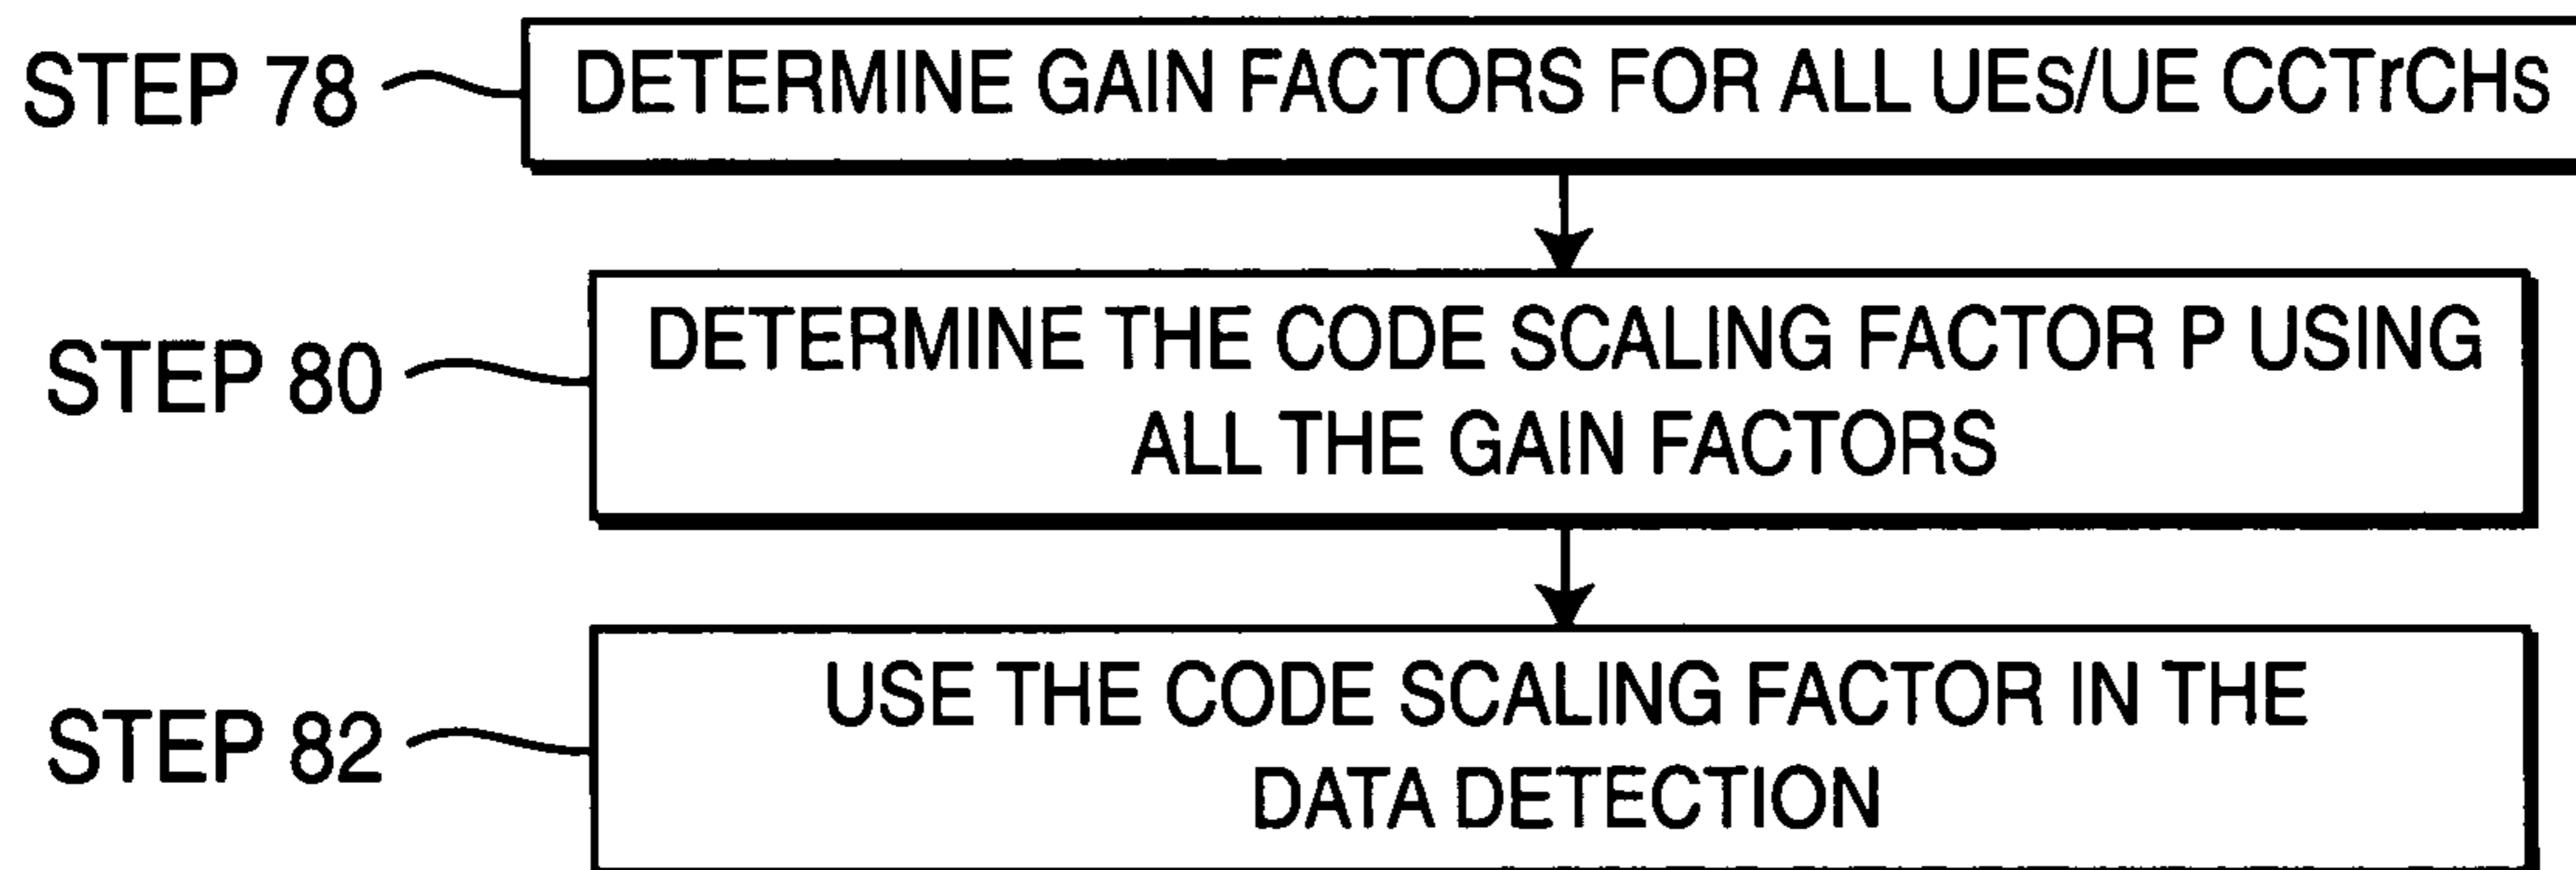 STEP 78
DETERMINE GAIN FACTORS FOR ALL UEs/UE CCTrCHs
STEP 80
DETERMINE THE CODE SCALING FACTOR P USING
ALL THE GAIN FACTORS
STEP 82
USE THE CODE SCALING FACTOR IN THE
DATA DETECTION